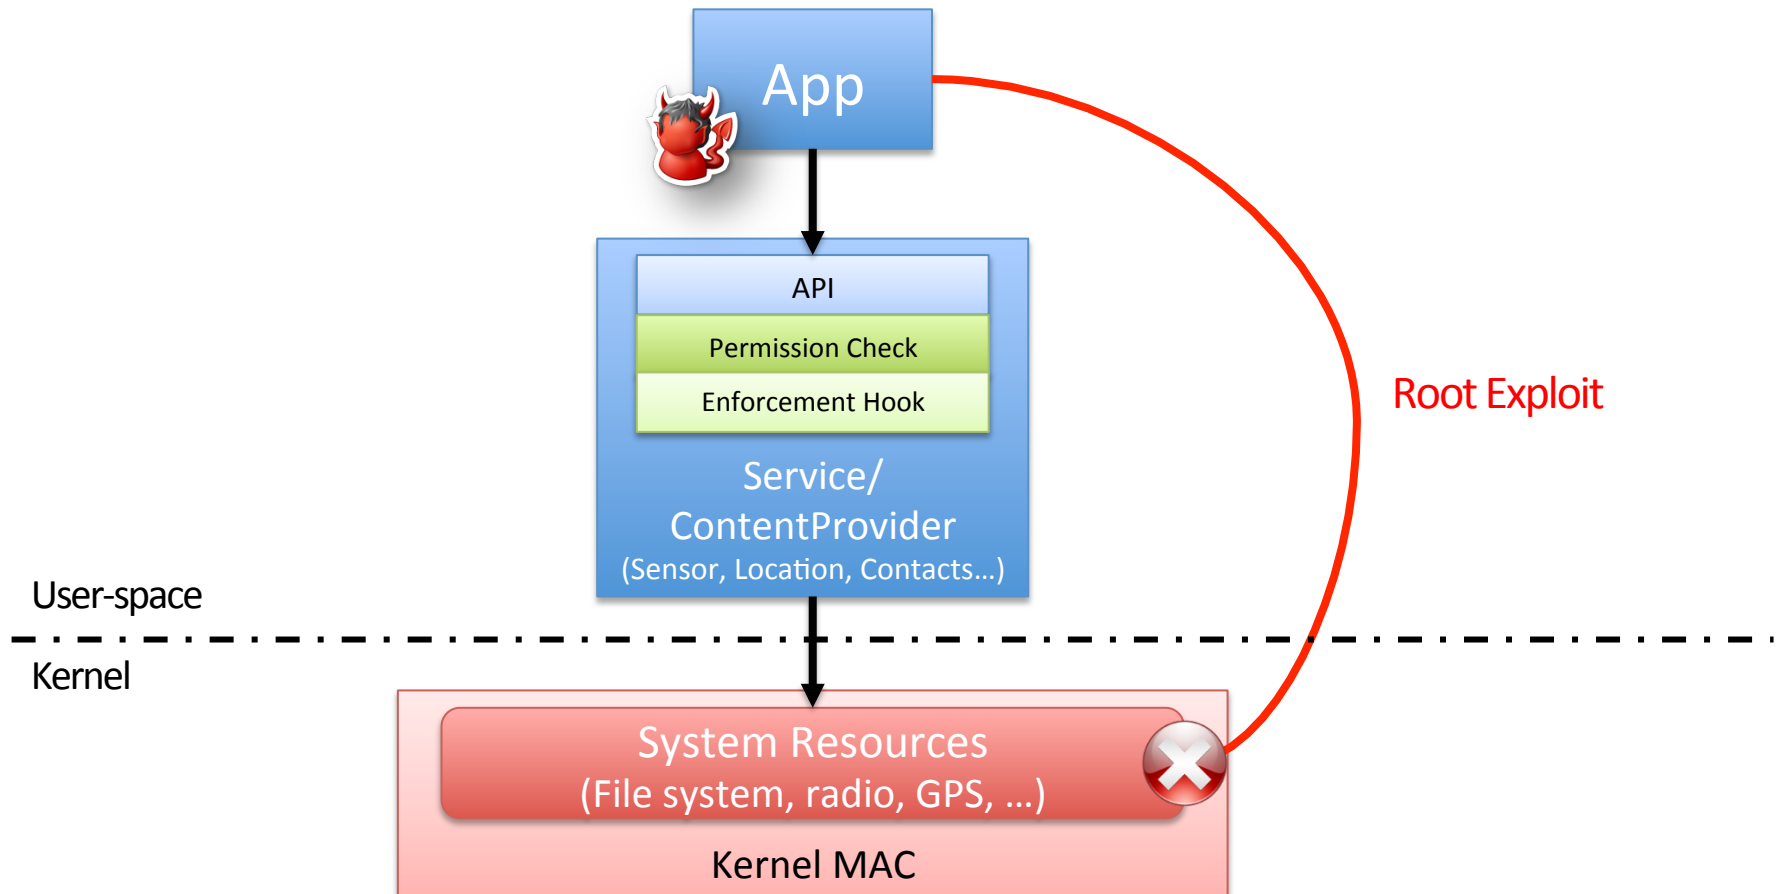 App
API
Permission Check
Enforcement Hook
Service/
ContentProvider
(Sensor, Location, Contacts...)
Root Exploit
User-space
Kernel
System Resources
(File system, radio, GPS, ...)
Kernel MAC